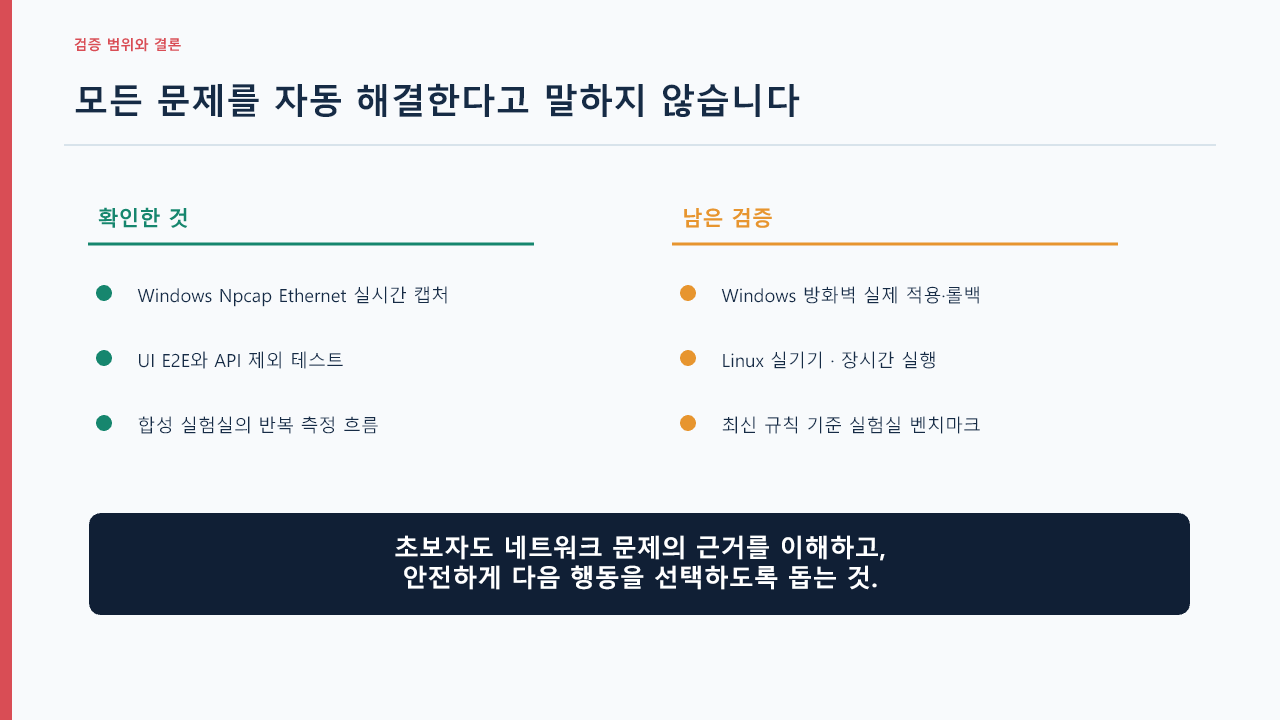 검증 범위와 결론
모든 문제를 자동 해결한다고 말하지 않습니다
확인한 것
Windows Npcap Ethernet 실시간 캡처
UI E2E와 API 제외 테스트
합성 실험실의 반복 측정 흐름
남은 검증
Windows 방화벽 실제 적용·롤백
Linux 실기기 · 장시간 실행
최신 규칙 기준 실험실 벤치마크
초보자도 네트워크 문제의 근거를 이해하고,
안전하게 다음 행동을 선택하도록 돕는 것.